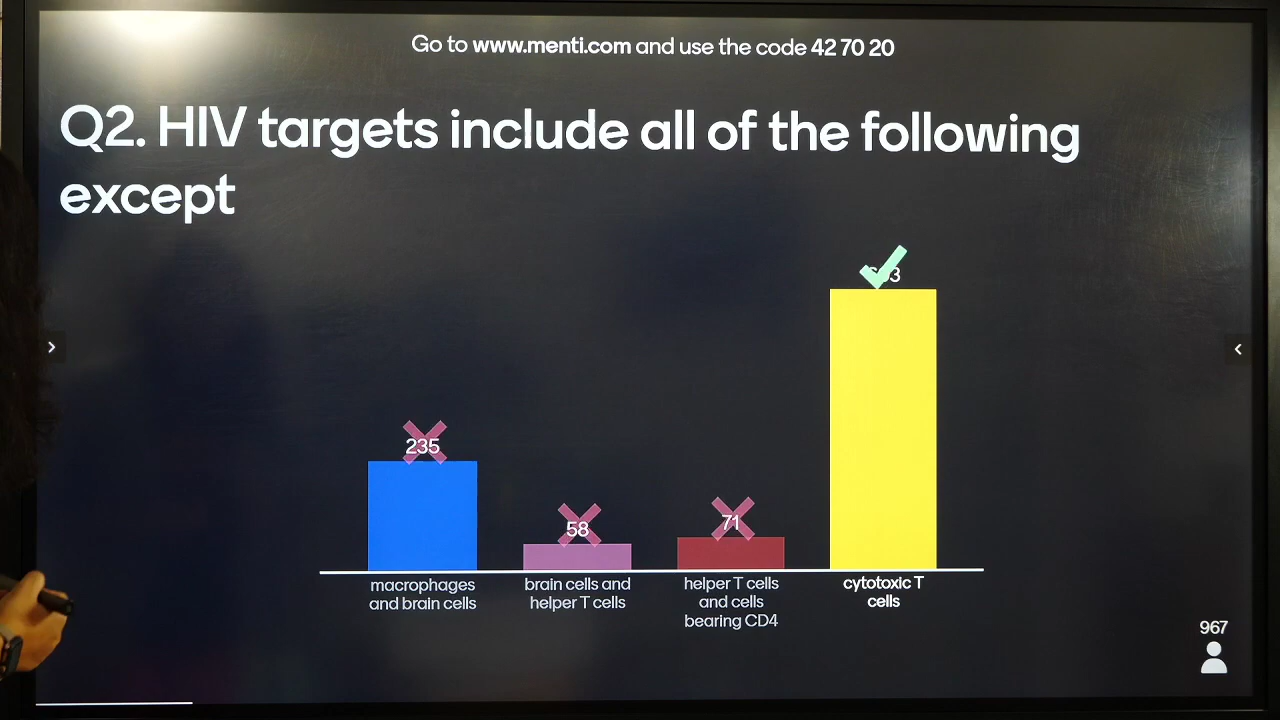 Go to www.menti.com and use the code 42 70 20
Q2. HIV targets include all of the following
except
235
58
71
macrophages
and brain cells
brain cells and
helper T cells
helper T cells
and cells
bearing CD4
cytotoxic T
cells
967